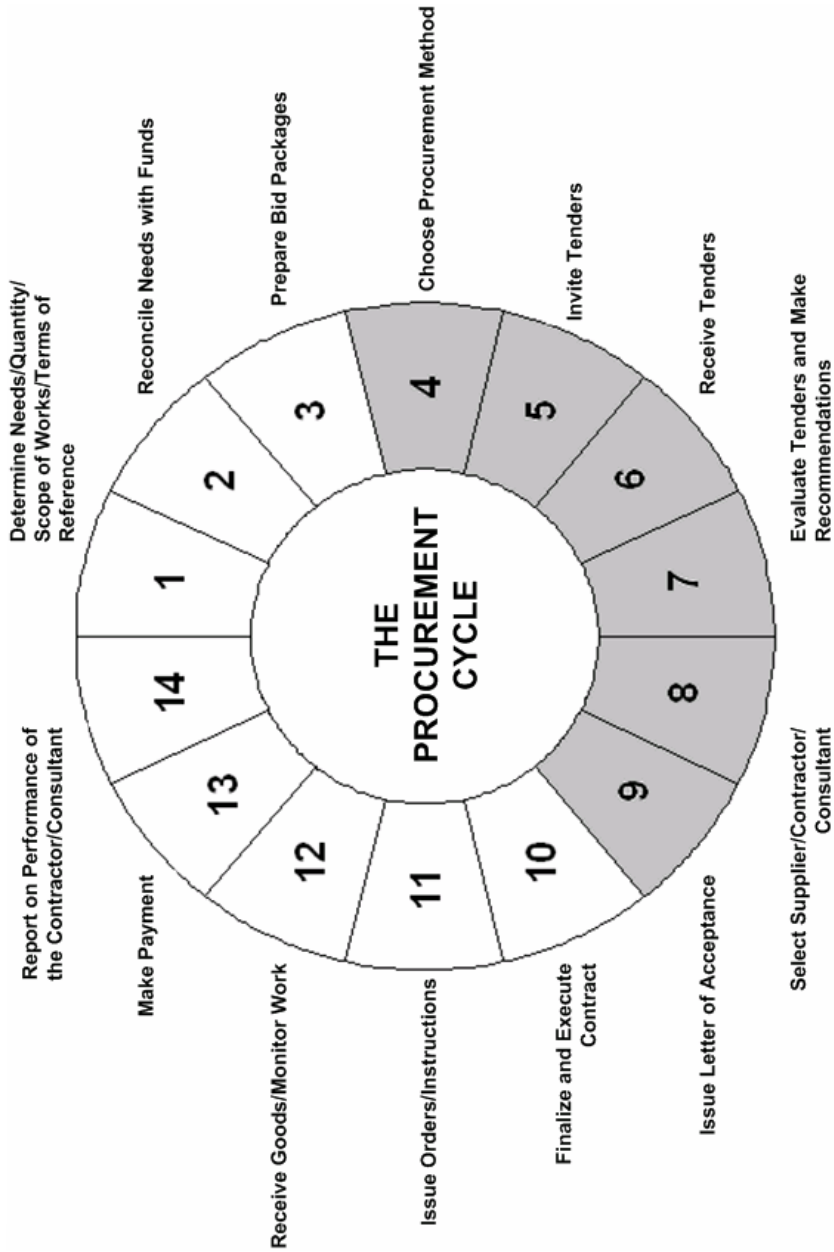 THE
PROCUREMENT
CYCLE
1
Determine Needs/Quantity/
Scope of Works/Terms of
Reference
2
Reconcile Needs with Funds
3
Prepare Bid Packages
4
Choose Procurement Method
5
Invite Tenders
6
Receive Tenders
7
Evaluate Tenders and Make
Recommendations
8
Select Supplier/Contractor/
Consultant
9
Issue Letter of Acceptance
10
Finalize and Execute
Contract
11
Issue Orders/Instructions
12
Receive Goods/Monitor Work
13
Make Payment
14
Report on Performance of
the Contractor/Consultant